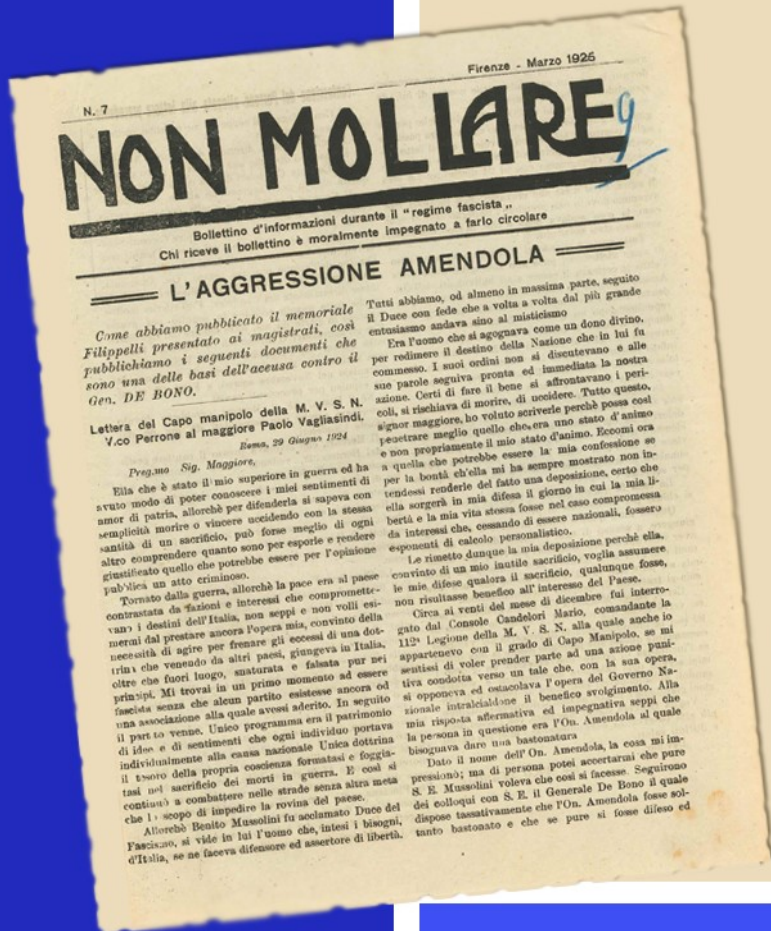 N. 7
Firenze - Marzo 1925
NON MOLLARE
9
Bollettino d'informazioni durante il "regime fascista „
Chi riceve il bollettino è moralmente impegnato a farlo circolare
L'AGGRESSIONE AMENDOLA
Come abbiamo pubblicato il memoriale
Filippelli presentato ai magistrati, così
pubblichiamo i seguenti documenti che
sono una delle basi dell'accusa contro il
Gen. DE BONO.
Lettera del Capo manipolo della M. V. S. N.
V.co Perrone al maggiore Paolo Vagliasindi.
Roma, 29 Giugno 1924
Preg.mo Sig. Maggiore,
Ella che è stato il mio superiore in guerra ed ha
avuto modo di poter conoscere i miei sentimenti di
amor di patria, allorchè per difenderla si sapeva con
semplicità morire o vincere uccidendo con la stessa
santità di un sacrificio, può forse meglio di ogni
altro comprendere quanto sono per esporle e rendere
giustificato quello che potrebbe essere per l'opinione
pubblica un atto criminoso.
Tornato dalla guerra, allorchè la pace era al paese
contrastata da fazioni e interessi che compromette-
vano i destini dell'Italia, non seppi e non volli esi-
mermi dal prestare ancora l'opera mia, convinto della
necessità di agire per frenare gli eccessi di una dot-
trina che venendo da altri paesi, giungeva in Italia,
oltre che fuori luogo, snaturata e falsata pur nei
principi. Mi trovai in un primo momento ad essere
fascista senza che alcun partito esistesse ancora od
una associazione alla quale avessi aderito. In seguito
il partito venne. Unico programma era il patrimonio
di idee e di sentimenti che ogni individuo portava
individualmente alla causa nazionale Unica dottrina
il tesoro della propria coscienza formatasi e foggia-
tasi nel sacrificio dei morti in guerra. E così si
continuò a combattere nelle strade senza altra meta
che lo scopo di impedire la rovina del paese.
Allorchè Benito Mussolini fu acclamato Duce del
Fascismo, si vide in lui l'uomo che, intesi i bisogni,
d'Italia, se ne faceva difensore ed assertore di libertà.
Tutti abbiamo, od almeno in massima parte, seguito
il Duce con fede che a volta a volta dal più grande
entusiasmo andava sino al misticismo
Era l'uomo che si agognava come un dono divino,
per redimere il destino della Nazione che in lui fu
commesso. I suoi ordini non si discutevano e alle
sue parole seguiva pronta ed immediata la nostra
azione. Certi di fare il bene si affrontavano i peri-
coli, si rischiava di morire, di uccidere. Tutto questo,
signor maggiore, ho voluto scriverle perchè possa così
penetrare meglio quello che era uno stato d'animo
e non propriamente il mio stato d'animo. Eccomi ora
a quella che potrebbe essere la mia confessione se
per la bontà ch'ella mi ha sempre mostrato non in-
tendessi renderle del fatto una deposizione, certo che
ella sorgerà in mia difesa il giorno in cui la mia li-
bertà e la mia vita stessa fosse nel caso compromessa
da interessi che, cessando di essere nazionali, fossero
esponenti di calcolo personalistico.
Le rimetto dunque la mia deposizione perchè ella,
convinto di un mio inutile sacrificio, voglia assumere
le mie difese qualora il sacrificio, qualunque fosse,
non risultasse benefico all'interesse del Paese.
Circa ai venti del mese di dicembre fui interro-
gato dal Console Candelori Mario, comandante la
112ª Legione della M. V. S. N. alla quale anche io
appartenevo con il grado di Capo Manipolo, se mi
sentissi di voler prender parte ad una azione puni-
tiva condotta verso un tale che, con la sua opera,
si opponeva ed ostacolava l'opera del Governo Na-
zionale intralciandone il benefico svolgimento. Alla
mia risposta affermativa ed impegnativa seppi che
la persona in questione era l'On. Amendola al quale
bisognava dare una bastonatura
Dato il nome dell'On. Amendola, la cosa mi im-
pressionò; ma di persona potei accertarmi che pure
S. E. Mussolini voleva che così si facesse. Seguirono
dei colloqui con S. E. il Generale De Bono il quale
dispose tassativamente che l'On. Amendola fosse sol-
tanto bastonato e che se pure si fosse difeso ed